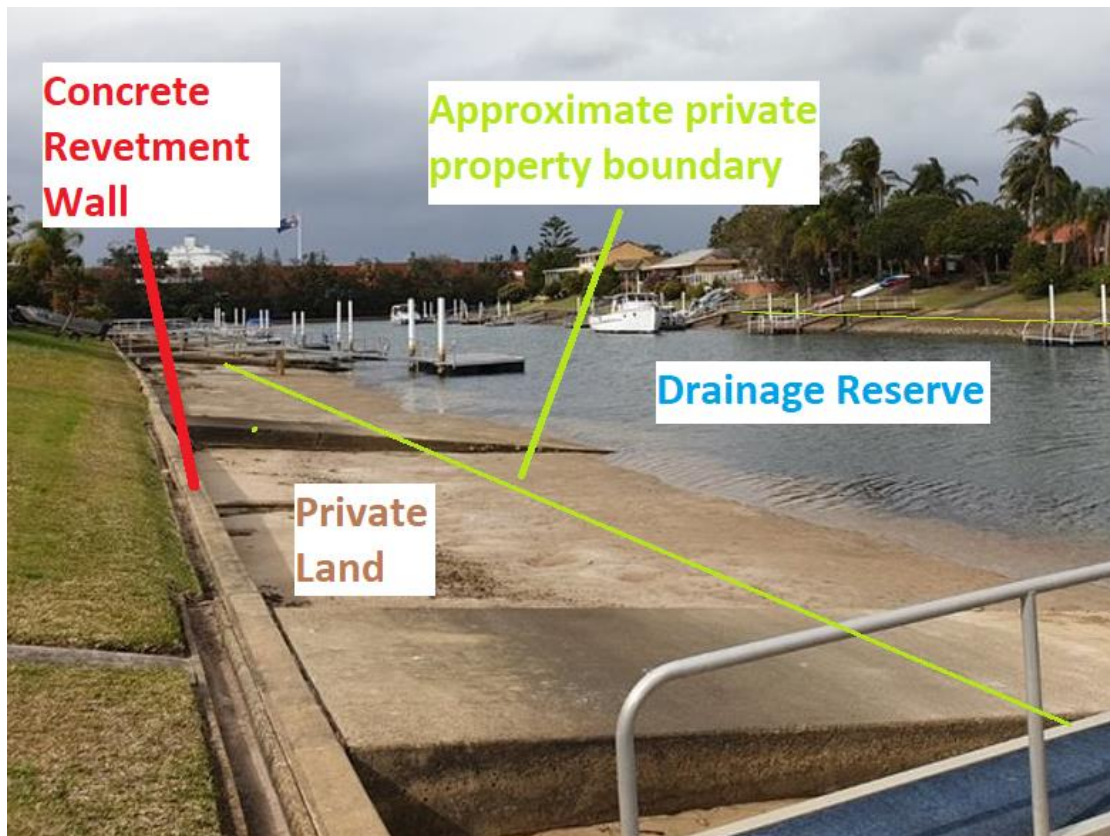 Concrete
Revetment
Wall
Approximate private
property boundary
Drainage Reserve
Private
Land